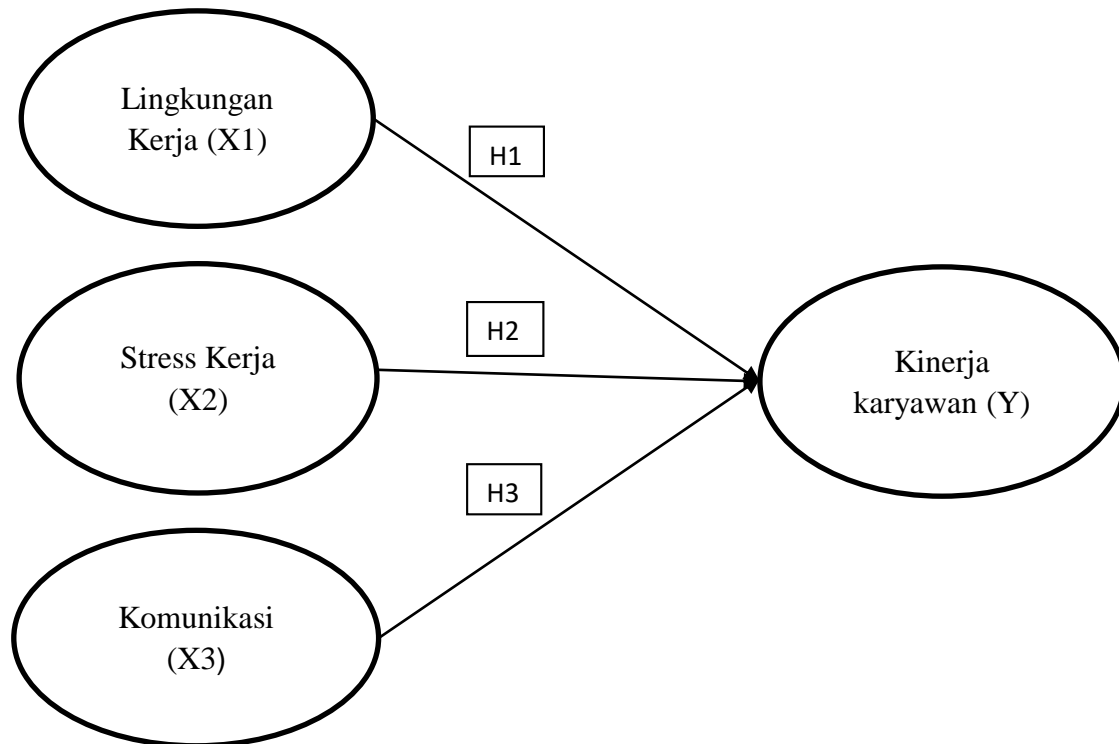 Lingkungan
Kerja (X1)
H1
Stress Kerja
(X2)
H2
Kinerja
karyawan (Y)
H3
Komunikasi
(X3)